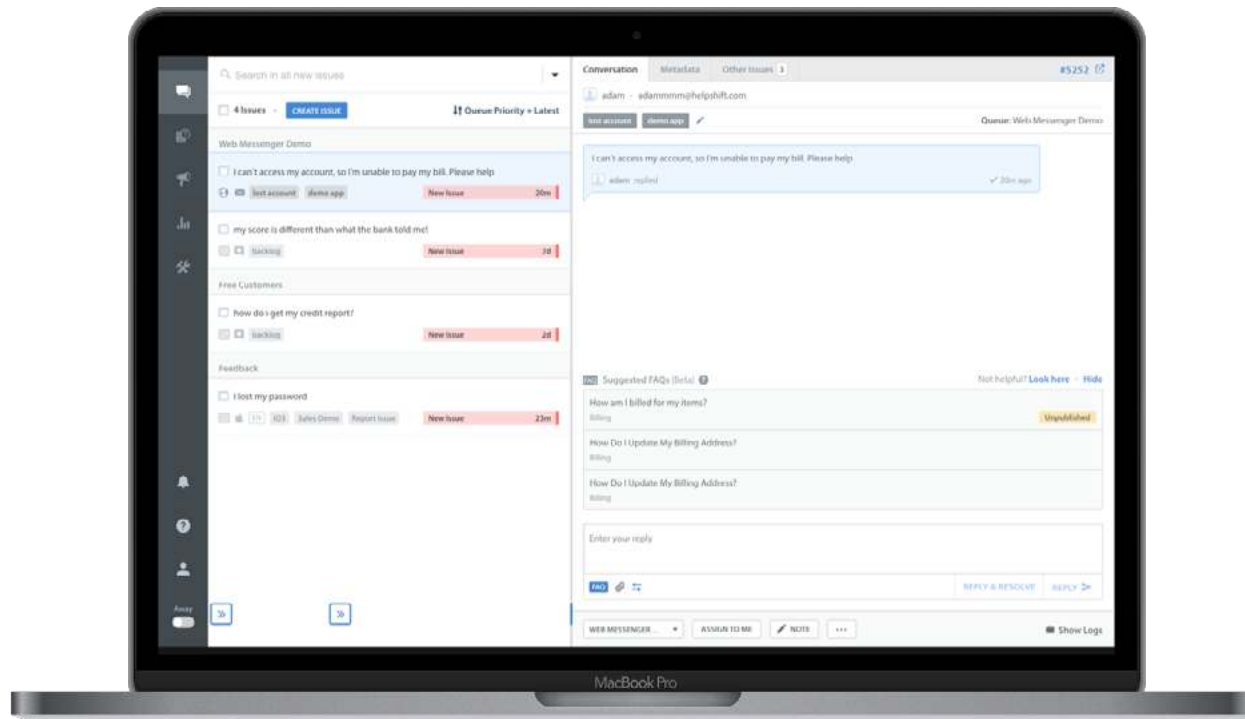 Search in all new issues
4 Issues
CREATE ISSUE
Queue Priority + Latest
Web Messenger Demo
I can't access my account, so I'm unable to pay my bill. Please help
lost account demo app New Issue 20m
my score is different than what the bank told me!
backlog New Issue 2d
Free Customers
how do i get my credit report?
backlog New Issue 2d
Feedback
I lost my password
EN iOS Sales Demo Report Issue New Issue 23m
Away
Conversation Metadata Other Issues 3 #5252
adam - adammmm@helpshift.com
lost account demo app Queue: Web Messenger Demo
I can't access my account, so I'm unable to pay my bill. Please help
adam replied 20m ago
FAQ Suggested FAQs (Beta) ? Not helpful? Look here - Hide
How am I billed for my items?
Billing Unpublished
How Do I Update My Billing Address?
Billing
How Do I Update My Billing Address?
Billing
Enter your reply
FAQ REPLY & RESOLVE REPLY
WEB MESSENGER ... ASSIGN TO ME NOTE ... Show Logs
MacBook Pro